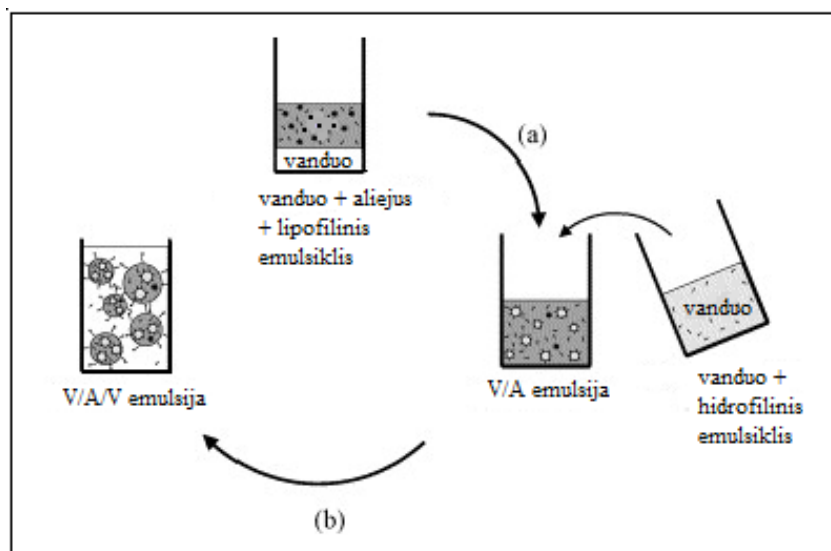 vanduo
vanduo + aliejus
+ lipofilinis
emulsiklis
(a)
vanduo
V/A emulsija
vanduo +
hidrofilinis
emulsiklis
V/A/V emulsija
(b)